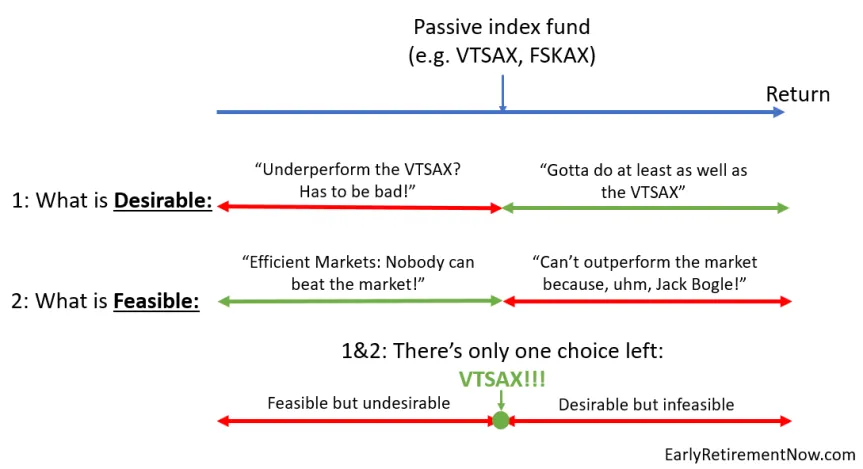 Passive index fund
(e.g. VTSAX, FSKAX)
Return
“Underperform the VTSAX?
Has to be bad!”
“Gotta do at least as well as
the VTSAX”
1: What is Desirable:
“Efficient Markets: Nobody can
beat the market!”
“Can’t outperform the market
because, uhm, Jack Bogle!”
2: What is Feasible:
1&2: There’s only one choice left:
VTSAX!!!
Feasible but undesirable
Desirable but infeasible
EarlyRetirementNow.com